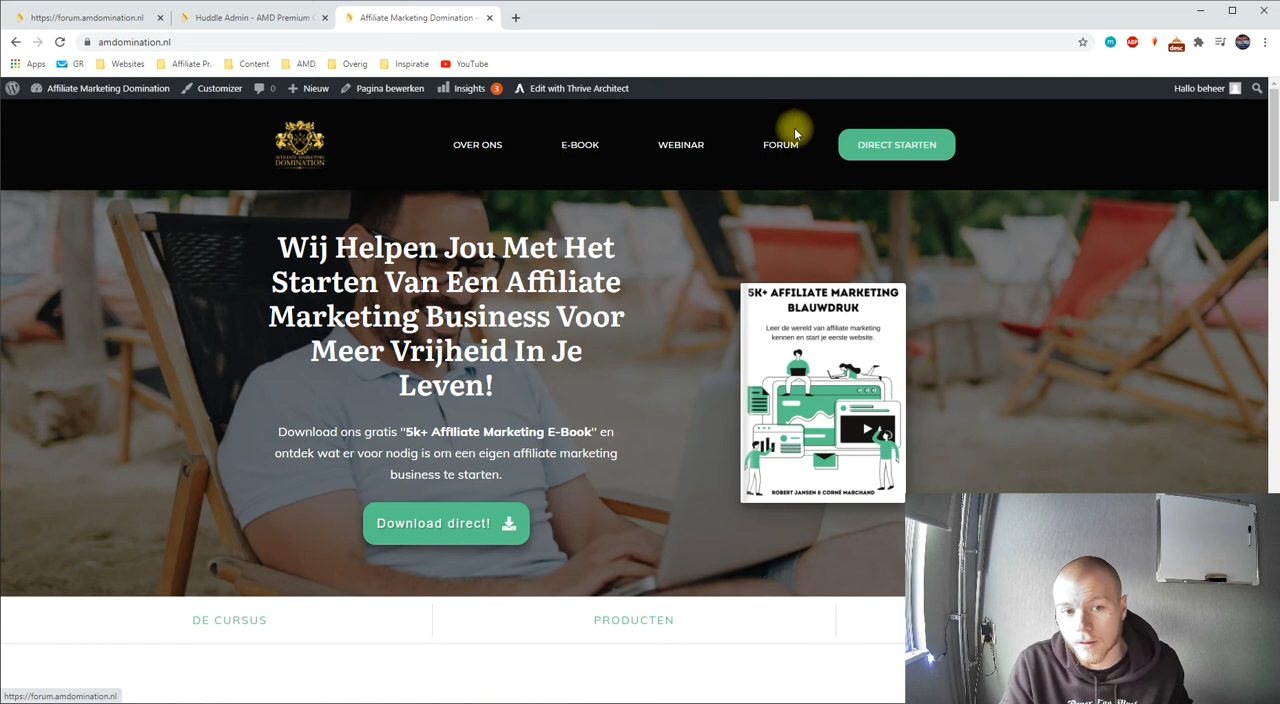 https://forum.amdomination.nl
Huddle Admin - AMD Premium
Affiliate Marketing Domination -
amdomination.nl
ABP
desc
Apps
GR
Websites
Affiliate Pr.
Content
AMD
Overig
Inspiratie
YouTube
Affiliate Marketing Domination
Customizer
0
Nieuw
Pagina bewerken
Insights 3
Edit with Thrive Architect
Hallo beheer
AFFILIATE MARKETING
DOMINATION
OVER ONS
E-BOOK
WEBINAR
FORUM
DIRECT STARTEN
Wij Helpen Jou Met Het
Starten Van Een Affiliate
Marketing Business Voor
Meer Vrijheid In Je
Leven!
Download ons gratis "5k+ Affiliate Marketing E-Book" en
ontdek wat er voor nodig is om een eigen affiliate marketing
business te starten.
Download direct!
5K+ AFFILIATE MARKETING
BLAUWDRUK
Leer de wereld van affiliate marketing
kennen en start je eerste website.
ROBERT JANSEN & CORNÉ MARCHAND
DE CURSUS
PRODUCTEN
https://forum.amdomination.nl